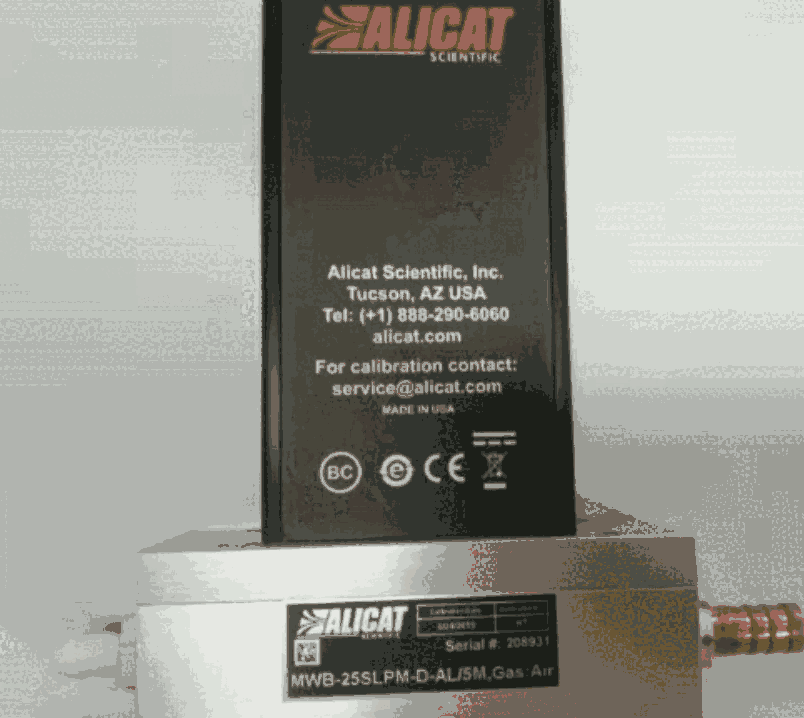 ALICAT
SCIENTIFIC
Alicat Scientific, Inc.
Tucson, AZ USA
Tel: (+1) 888-290-6060
alicat.com
For calibration contact:
service@alicat.com
MADE IN USA
BC e CE
ALICAT
SCIENTIFIC
Serial #: 208931
MWB-25SLPM-D-AL/5M,Gas:Air